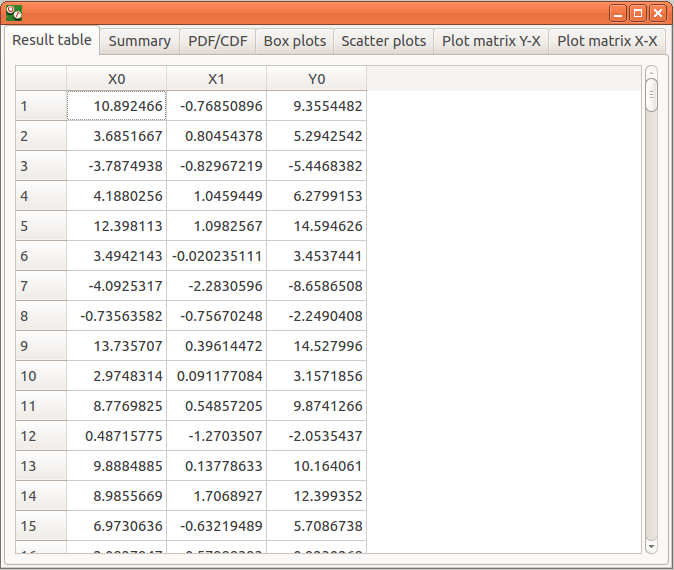 Result table Summary PDF/CDF Box plots Scatter plots Plot matrix Y-X Plot matrix X-X
X0 X1 Y0
1 10.892466 -0.76850896 9.3554482
2 3.6851667 0.80454378 5.2942542
3 -3.7874938 -0.82967219 -5.4468382
4 4.1880256 1.0459449 6.2799153
5 12.398113 1.0982567 14.594626
6 3.4942143 -0.020235111 3.4537441
7 -4.0925317 -2.2830596 -8.6586508
8 -0.73563582 -0.75670248 -2.2490408
9 13.735707 0.39614472 14.527996
10 2.9748314 0.091177084 3.1571856
11 8.7769825 0.54857205 9.8741266
12 0.48715775 -1.2703507 -2.0535437
13 9.8884885 0.13778633 10.164061
14 8.9855669 1.7068927 12.399352
15 6.9730636 -0.63219489 5.7086738